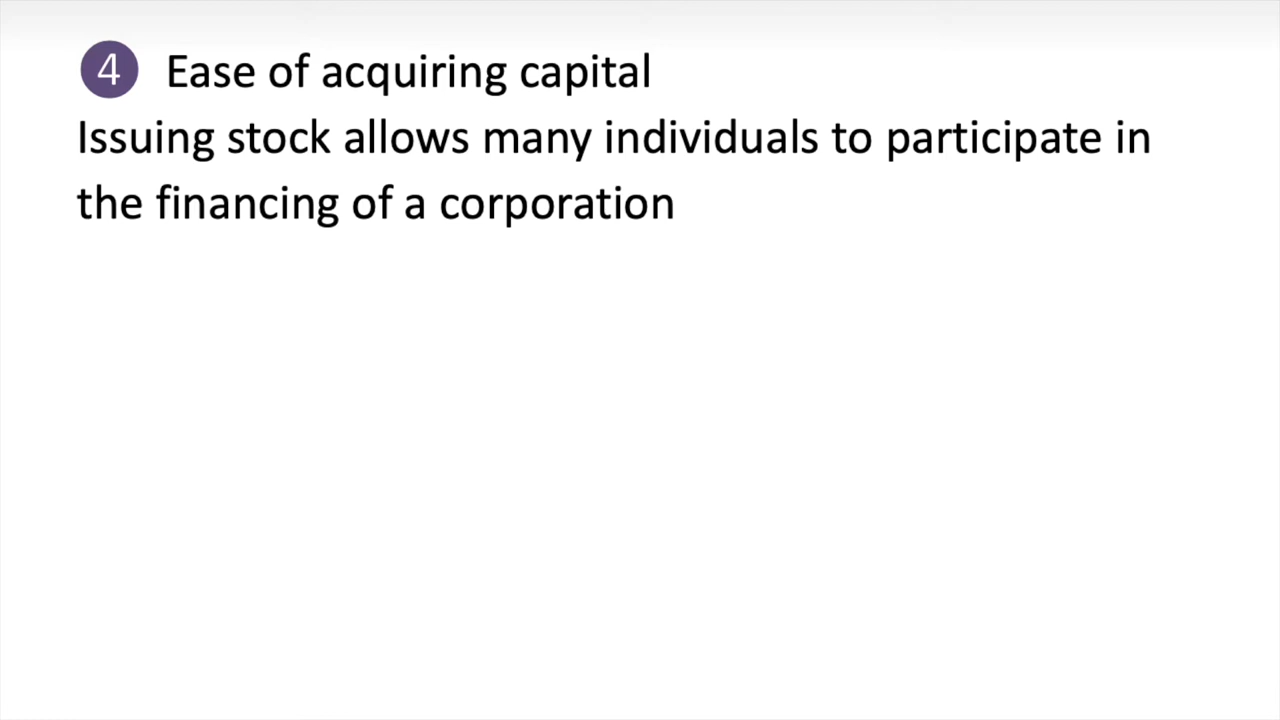 4 Ease of acquiring capital
Issuing stock allows many individuals to participate in
the financing of a corporation